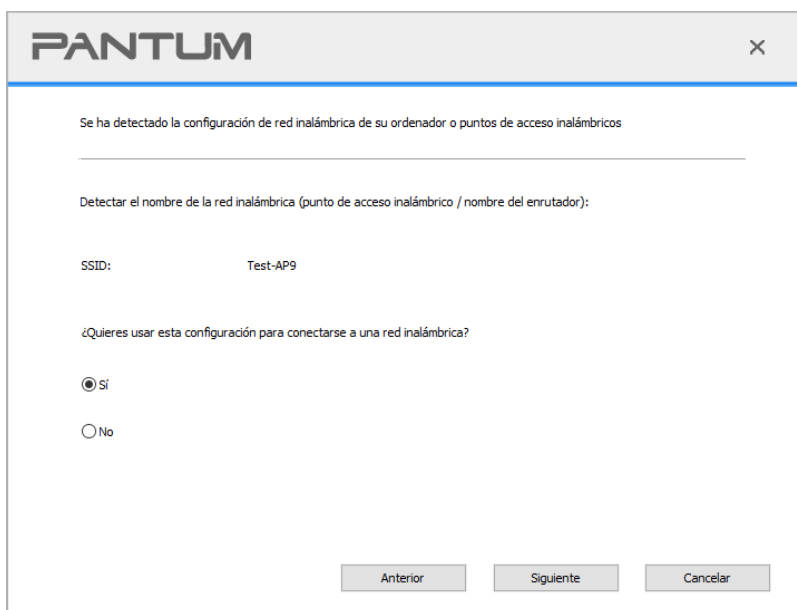 PANTUM
Se ha detectado la configuración de red inalámbrica de su ordenador o puntos de acceso inalámbricos
Detectar el nombre de la red inalámbrica (punto de acceso inalámbrico / nombre del enrutador):
SSID: Test-AP9
¿Quieres usar esta configuración para conectarse a una red inalámbrica?
Sí
No
Anterior Siguiente Cancelar